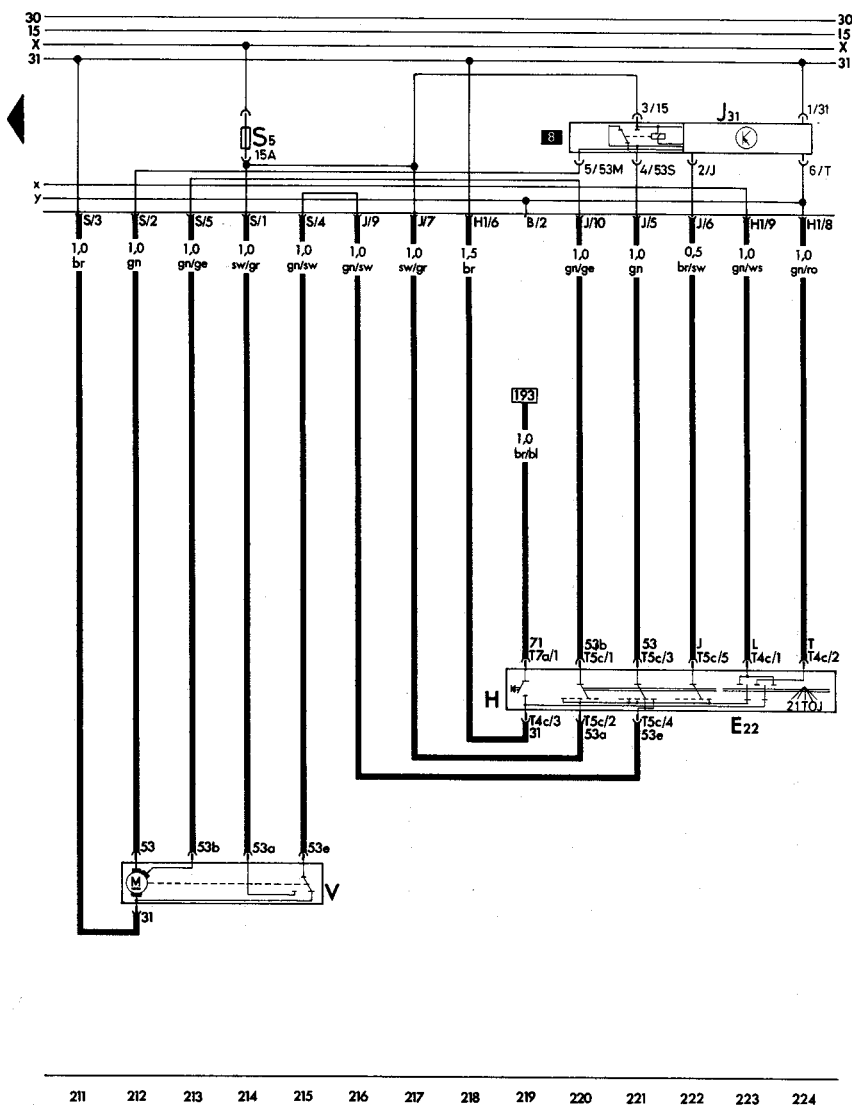 30 30
15 15
X X
31 31
3/15 J31 1/31
S5
15A
8
5/53M 4/53S 2/J 6/T
x
y
S/3 S/2 S/5 S/1 S/4 J/9 J/7 H1/6 B/2 J/10 J/5 J/6 H1/9 H1/8
1,0 1,0 1,0 1,0 1,0 1,0 1,0 1,5 1,0 1,0 0,5 1,0 1,0
br gn gn/ge sw/gr gn/sw gn/sw sw/gr br gn/ge gn br/sw gn/ws gn/ro
193
1,0
br/bl
71 53b 53 J L T
T7a/1 T5c/1 T5c/3 T5c/5 T4c/1 T4c/2
H
21TOJ
T4c/3 T5c/2 T5c/4 E22
31 53a 53e
53 53b 53a 53e
M
V
31
211 212 213 214 215 216 217 218 219 220 221 222 223 224